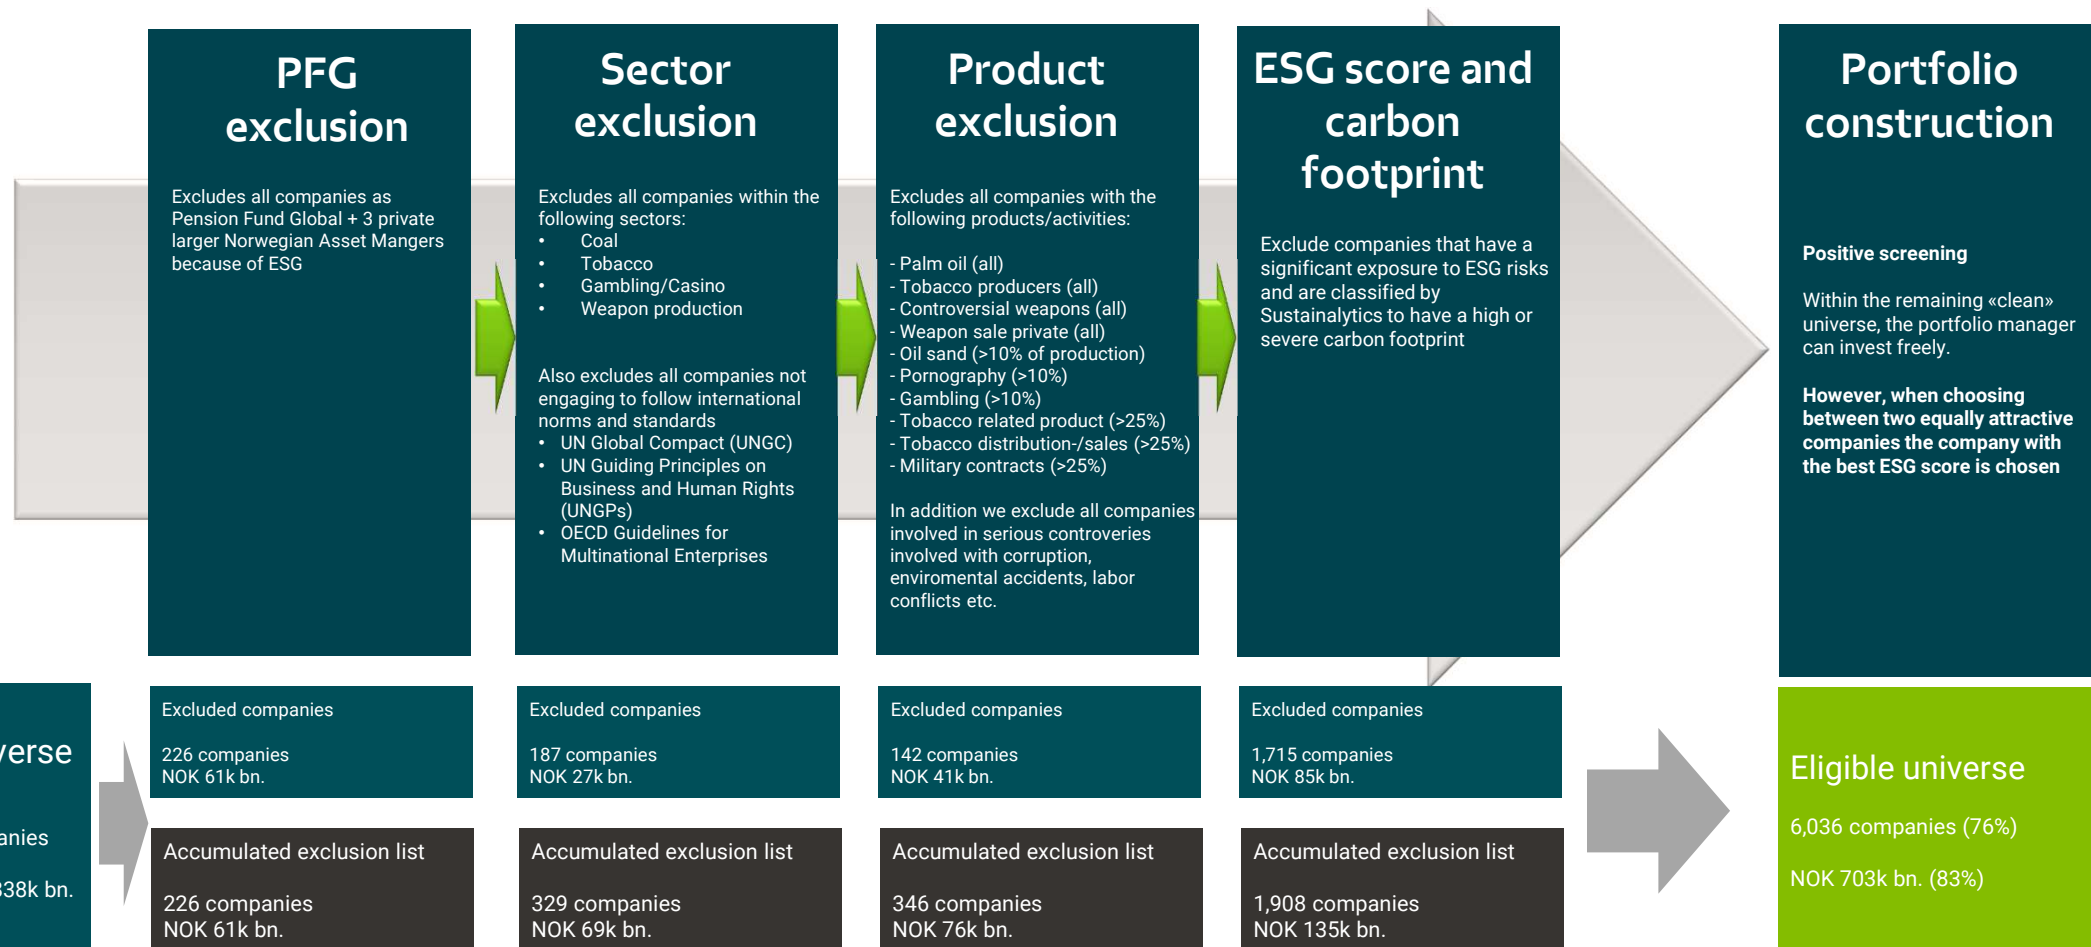 PFG
exclusion
Excludes all companies as
Pension Fund Global + 3 private
larger Norwegian Asset Mangers
because of ESG
Sector
exclusion
Excludes all companies within the
following sectors:
• Coal
• Tobacco
• Gambling/Casino
• Weapon production
Also excludes all companies not
engaging to follow international
norms and standards
• UN Global Compact (UNGC)
• UN Guiding Principles on
Business and Human Rights
(UNGPs)
• OECD Guidelines for
Multinational Enterprises
Product
exclusion
Excludes all companies with the
following products/activities:
- Palm oil (all)
- Tobacco producers (all)
- Controversial weapons (all)
- Weapon sale private (all)
- Oil sand (>10% of production)
- Pornography (>10%)
- Gambling (>10%)
- Tobacco related product (>25%)
- Tobacco distribution-/sales (>25%)
- Military contracts (>25%)
In addition we exclude all companies
involved in serious controveries
involved with corruption,
enviromental accidents, labor
conflicts etc.
ESG score and
carbon
footprint
Exclude companies that have a
significant exposure to ESG risks
and are classified by
Sustainalytics to have a high or
severe carbon footprint
Portfolio
construction
Positive screening
Within the remaining «clean»
universe, the portfolio manager
can invest freely.
However, when choosing
between two equally attractive
companies the company with
the best ESG score is chosen
verse
anies
838k bn.
Excluded companies
226 companies
NOK 61k bn.
Accumulated exclusion list
226 companies
NOK 61k bn.
Excluded companies
187 companies
NOK 27k bn.
Accumulated exclusion list
329 companies
NOK 69k bn.
Excluded companies
142 companies
NOK 41k bn.
Accumulated exclusion list
346 companies
NOK 76k bn.
Excluded companies
1,715 companies
NOK 85k bn.
Accumulated exclusion list
1,908 companies
NOK 135k bn.
Eligible universe
6,036 companies (76%)
NOK 703k bn. (83%)